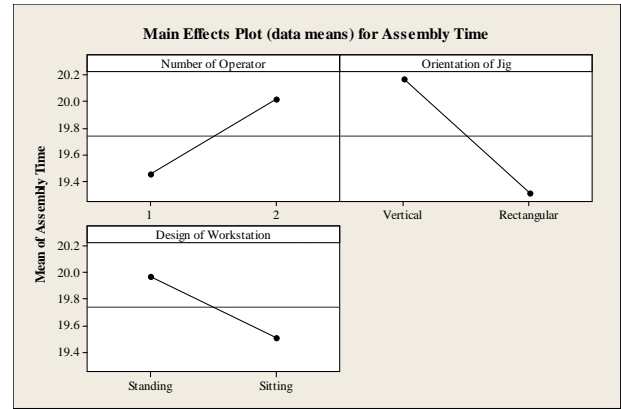 Main Effects Plot (data means) for Assembly Time
Mean of Assembly Time
Number of Operator
Orientation of Jig
20.2
20.0
19.8
19.6
19.4
1 2
Vertical Rectangular
Design of Workstation
20.2
20.0
19.8
19.6
19.4
Standing Sitting